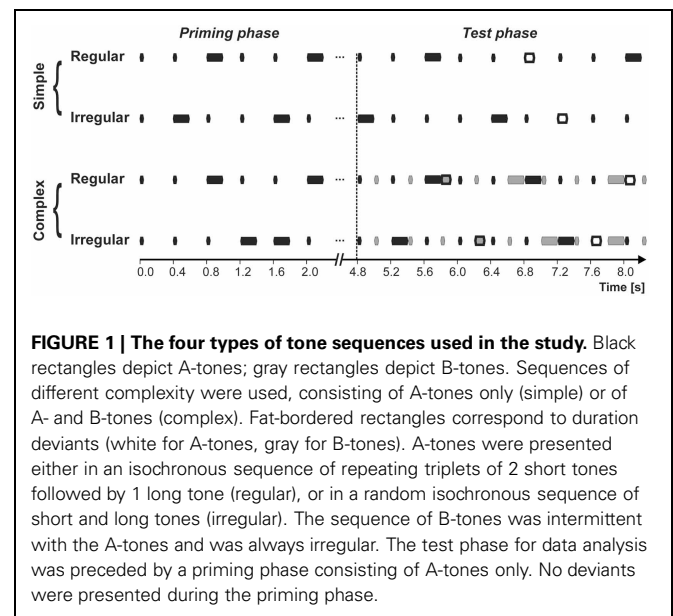 Priming phase Test phase
Simple
Regular ...
Irregular ...
Complex
Regular ...
Irregular ...
0.0 0.4 0.8 1.2 1.6 2.0 4.8 5.2 5.6 6.0 6.4 6.8 7.2 7.6 8.0
Time [s]
FIGURE 1 | The four types of tone sequences used in the study. Black
rectangles depict A-tones; gray rectangles depict B-tones. Sequences of
different complexity were used, consisting of A-tones only (simple) or of
A- and B-tones (complex). Fat-bordered rectangles correspond to duration
deviants (white for A-tones, gray for B-tones). A-tones were presented
either in an isochronous sequence of repeating triplets of 2 short tones
followed by 1 long tone (regular), or in a random isochronous sequence of
short and long tones (irregular). The sequence of B-tones was intermittent
with the A-tones and was always irregular. The test phase for data analysis
was preceded by a priming phase consisting of A-tones only. No deviants
were presented during the priming phase.